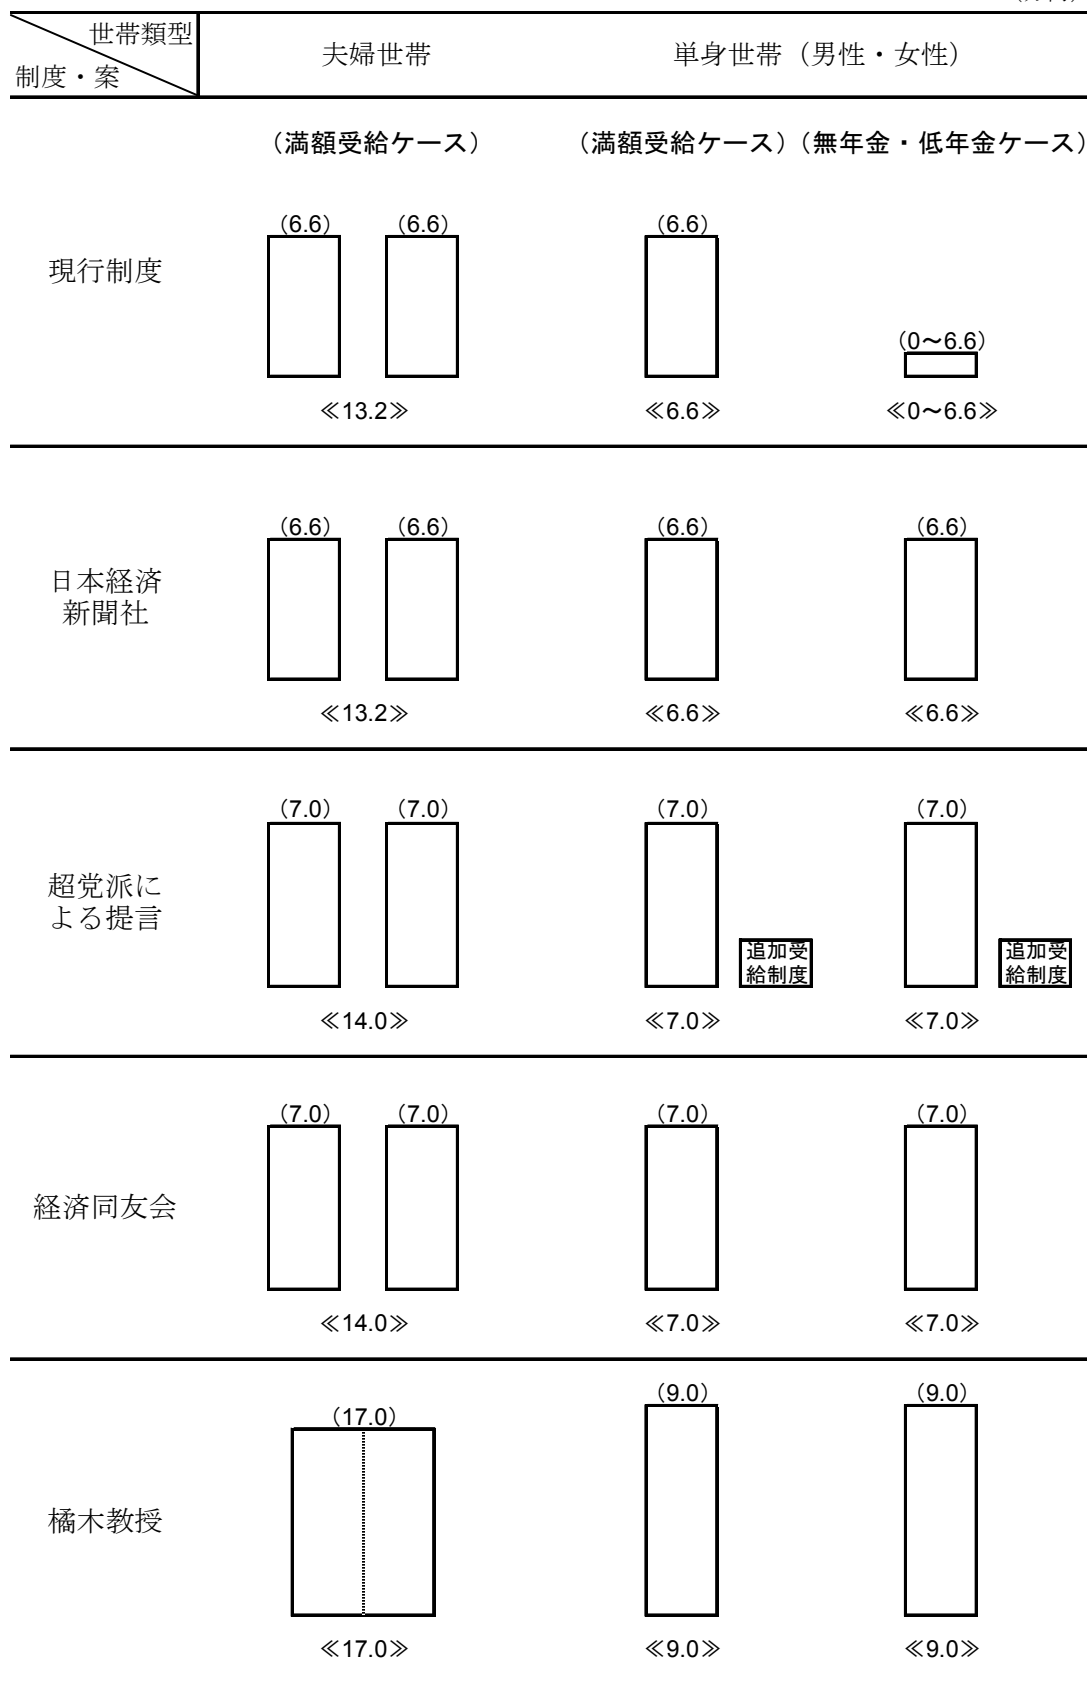 世帯類型
制度・案
夫婦世帯
単身世帯（男性・女性）
（満額受給ケース）
（満額受給ケース）（無年金・低年金ケース）
現行制度
（6.6）
（6.6）
（6.6）
（0～6.6）
≪13.2≫
≪6.6≫
≪0～6.6≫
日本経済
新聞社
（6.6）
（6.6）
（6.6）
（6.6）
≪13.2≫
≪6.6≫
≪6.6≫
超党派に
よる提言
（7.0）
（7.0）
（7.0）
（7.0）
追加受
給制度
追加受
給制度
≪14.0≫
≪7.0≫
≪7.0≫
経済同友会
（7.0）
（7.0）
（7.0）
（7.0）
≪14.0≫
≪7.0≫
≪7.0≫
橘木教授
（17.0）
（9.0）
（9.0）
≪17.0≫
≪9.0≫
≪9.0≫